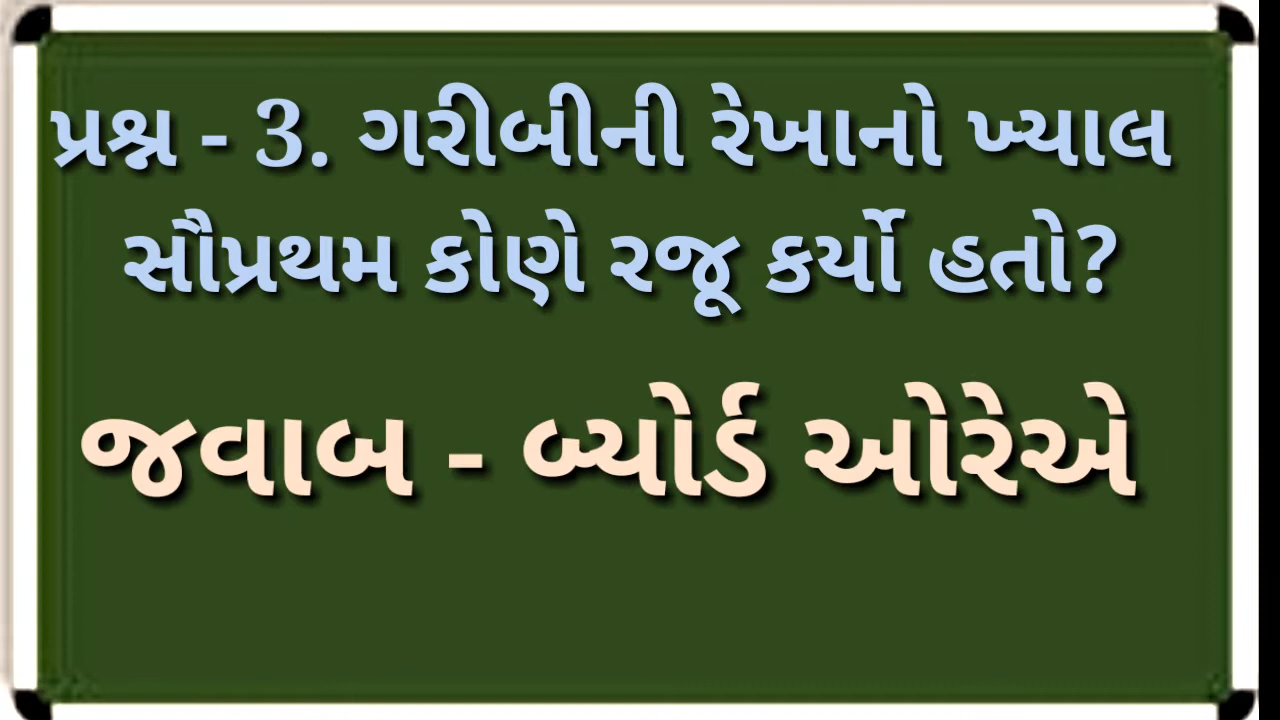 પ્રશ્ન - 3. ગરીબીની રેખાનો ખ્યાલ
સૌપ્રથમ કોણે રજૂ કર્યો હતો?
જવાબ - બ્યોર્ડ ઓરેએ